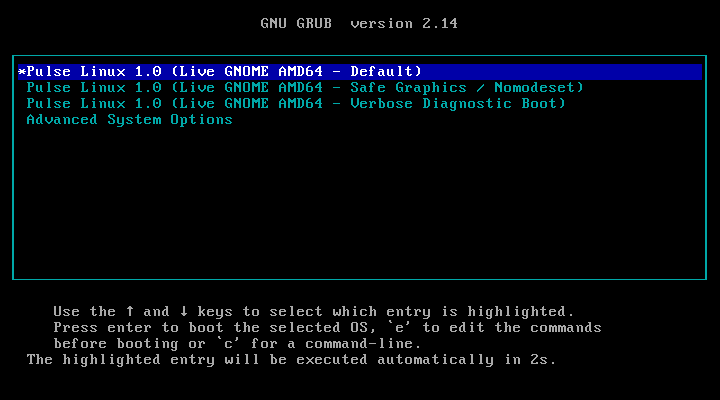 GNU GRUB  version 2.14
*Pulse Linux 1.0 (Live GNOME AMD64 - Default)
Pulse Linux 1.0 (Live GNOME AMD64 - Safe Graphics / Nomodeset)
Pulse Linux 1.0 (Live GNOME AMD64 - Verbose Diagnostic Boot)
Advanced System Options
Use the ↑ and ↓ keys to select which entry is highlighted.
Press enter to boot the selected OS, `e' to edit the commands
before booting or `c' for a command-line.
The highlighted entry will be executed automatically in 2s.